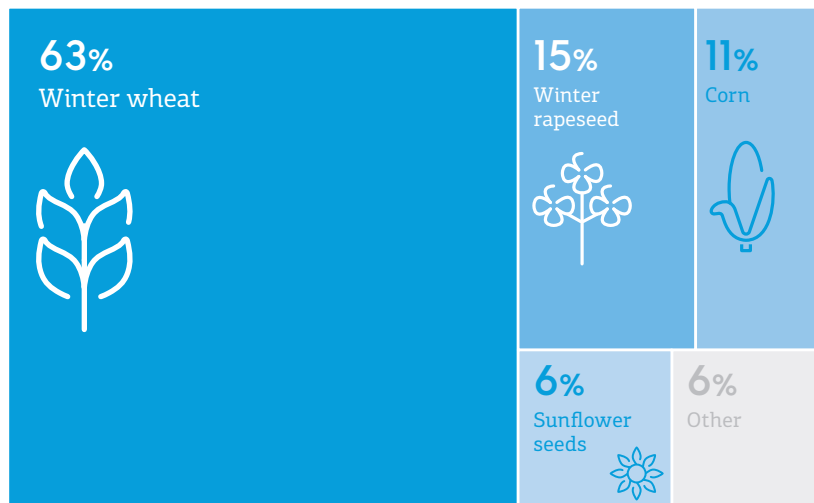 63%
Winter wheat
15%
Winter
rapeseed
11%
Corn
6%
Sunflower
seeds
6%
Other